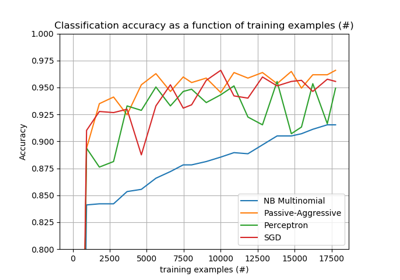 Classification accuracy as a function of training examples (#)
1.000
0.975
0.950
0.925
0.900
0.875
0.850
0.825
0.800
Accuracy
NB Multinomial
Passive-Aggressive
Perceptron
SGD
0 2500 5000 7500 10000 12500 15000 17500
training examples (#)